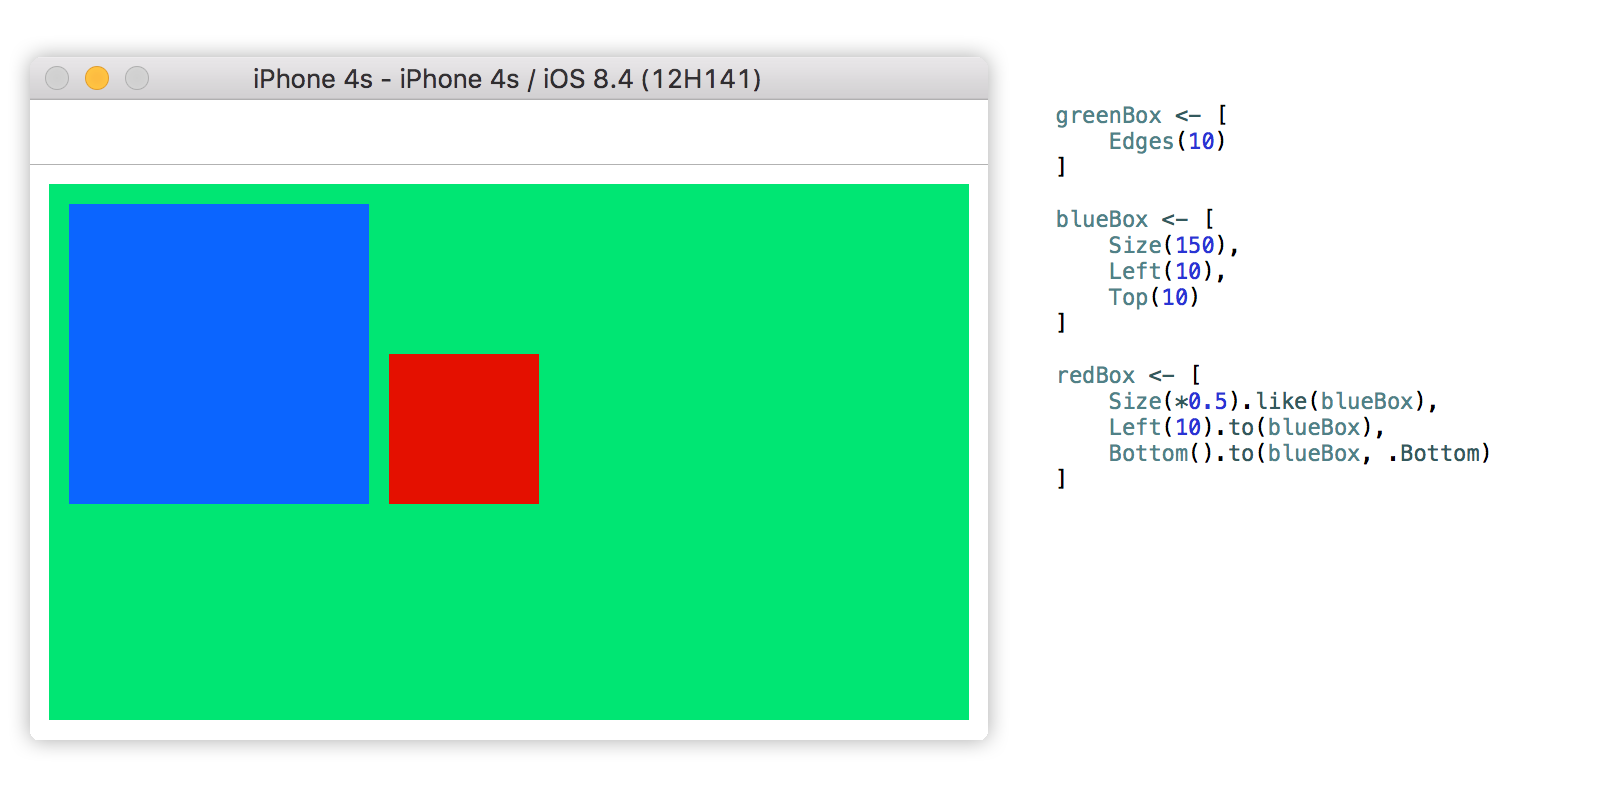 iPhone 4s - iPhone 4s / iOS 8.4 (12H141)
greenBox <- [
    Edges(10)
]
blueBox <- [
    Size(150),
    Left(10),
    Top(10)
]
redBox <- [
    Size(*0.5).like(blueBox),
    Left(10).to(blueBox),
    Bottom().to(blueBox, .Bottom)
]